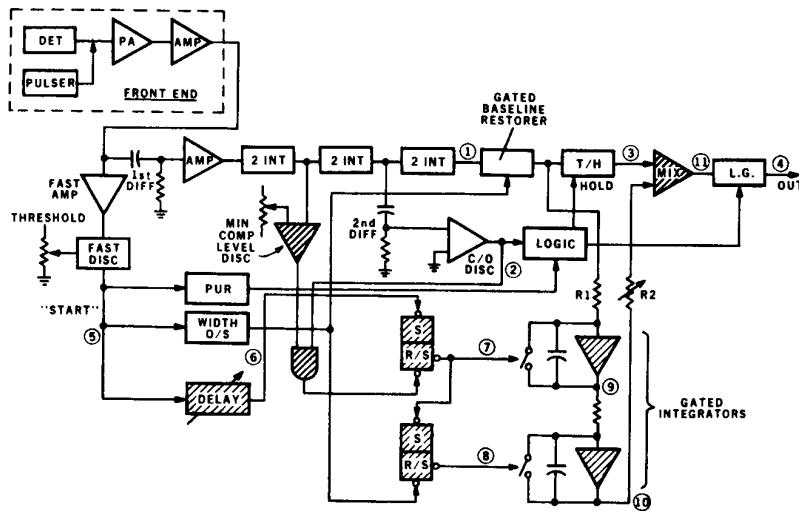 DET
PA
AMP
PULSER
FRONT END
GATED
BASELINE
RESTORER
AMP
2 INT
2 INT
2 INT
①
T/H
③
MIX
⑪
L.G.
④
OUT
HOLD
FAST
AMP
1st
DIFF
THRESHOLD
FAST
DISC
MIN
COMP
LEVEL
DISC
2nd
DIFF
C/O
DISC
②
LOGIC
R1
R2
PUR
"START"
⑤
WIDTH
O/S
⑥
DELAY
S
R/S
⑦
⑨
GATED
INTEGRATORS
S
R/S
⑧
⑩